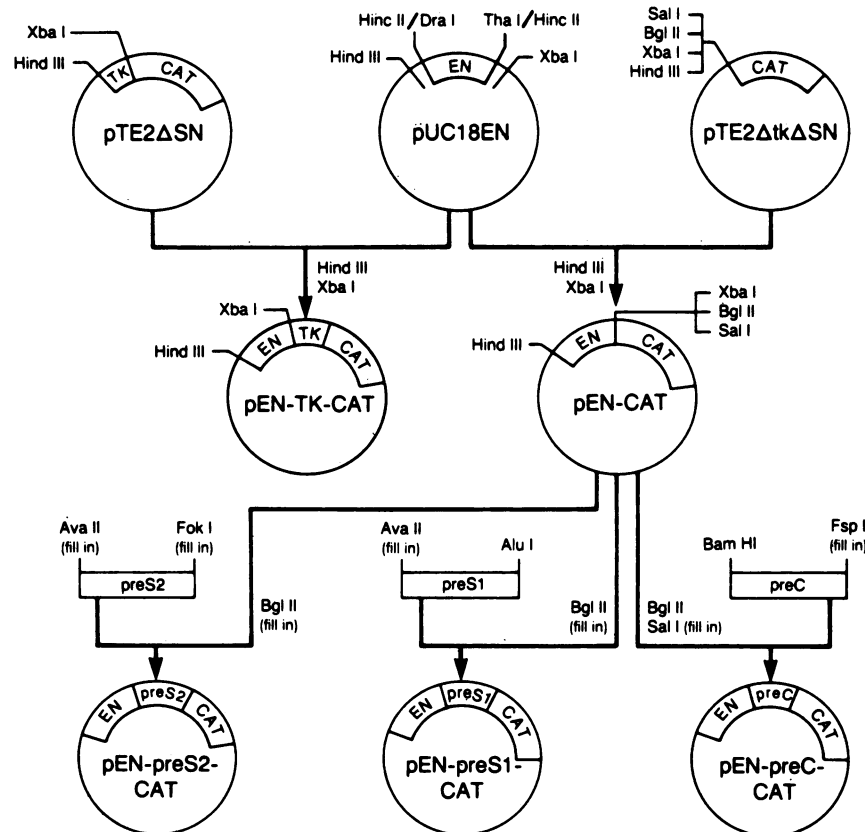 Xba I
Hind III
TK
CAT
pTE2ΔSN
Hinc II/Dra I
Tha I/Hinc II
Hind III
EN
Xba I
pUC18EN
Sal I
Bgl II
Xba I
Hind III
CAT
pTE2ΔtkΔSN
Hind III
Xba I
Hind III
Xba I
Xba I
Hind III
EN
TK
CAT
pEN-TK-CAT
Xba I
Bgl II
Sal I
Hind III
EN
CAT
pEN-CAT
Ava II
(fill in)
Fok I
(fill in)
preS2
Bgl II
(fill in)
Ava II
(fill in)
Alu I
preS1
Bgl II
(fill in)
Bgl II
Sal I (fill in)
Bam HI
Fsp I
(fill in)
preC
EN
preS2
CAT
pEN-preS2-
CAT
EN
preS1
CAT
pEN-preS1-
CAT
EN
preC
CAT
pEN-preC-
CAT